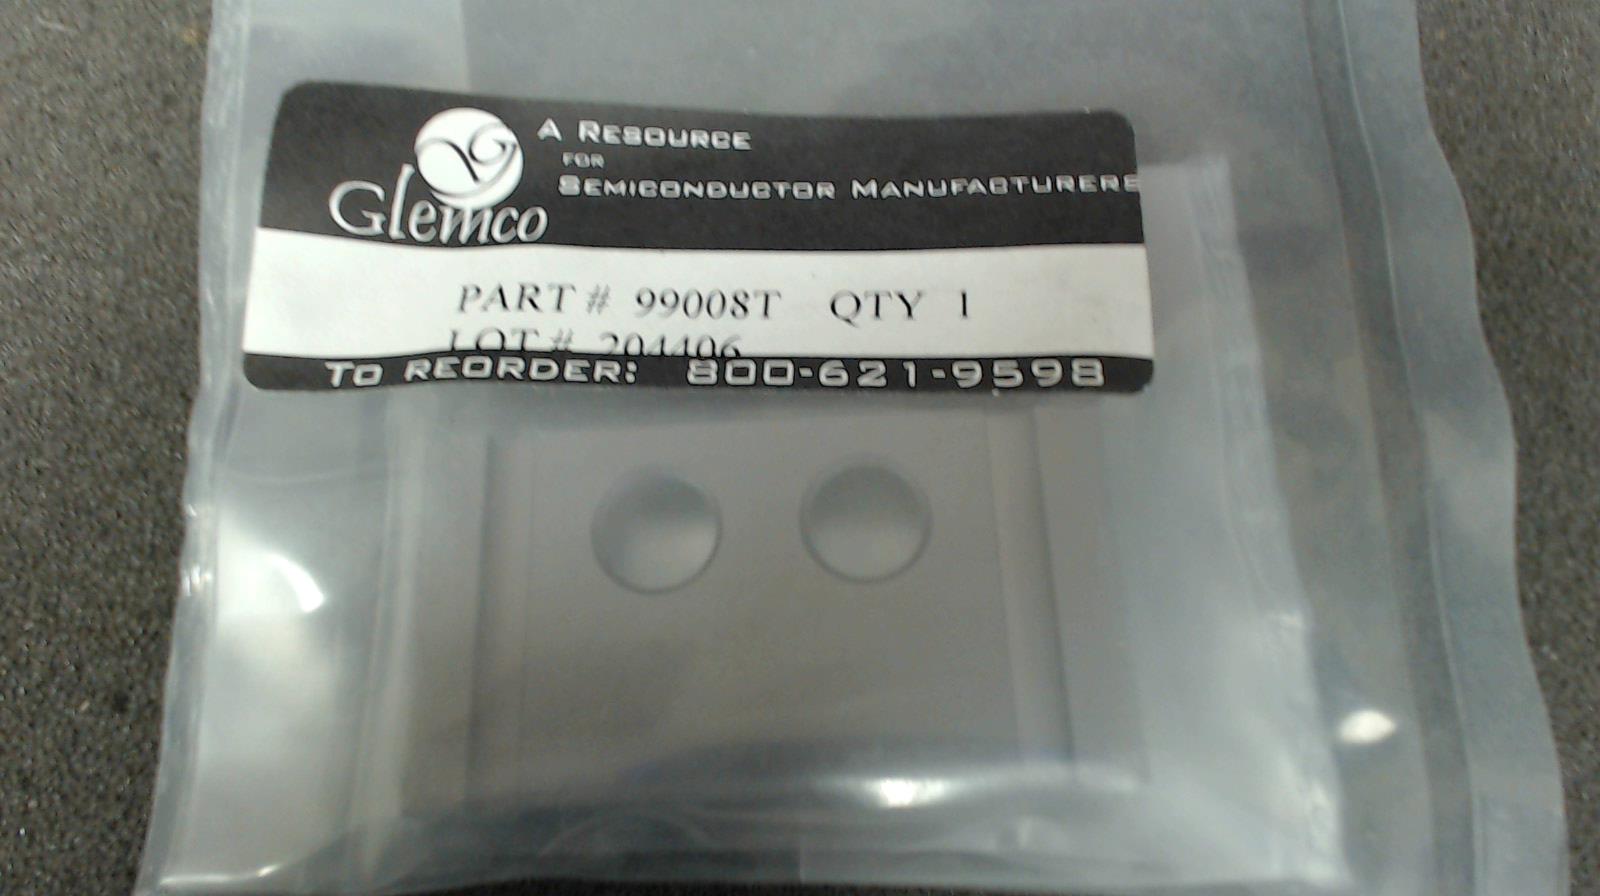 Glemco
A RESOURCE
FOR
SEMICONDUCTOR MANUFACTURERS
PART # 99008T QTY 1
LOT # 204406
TO REORDER: 800-621-9598